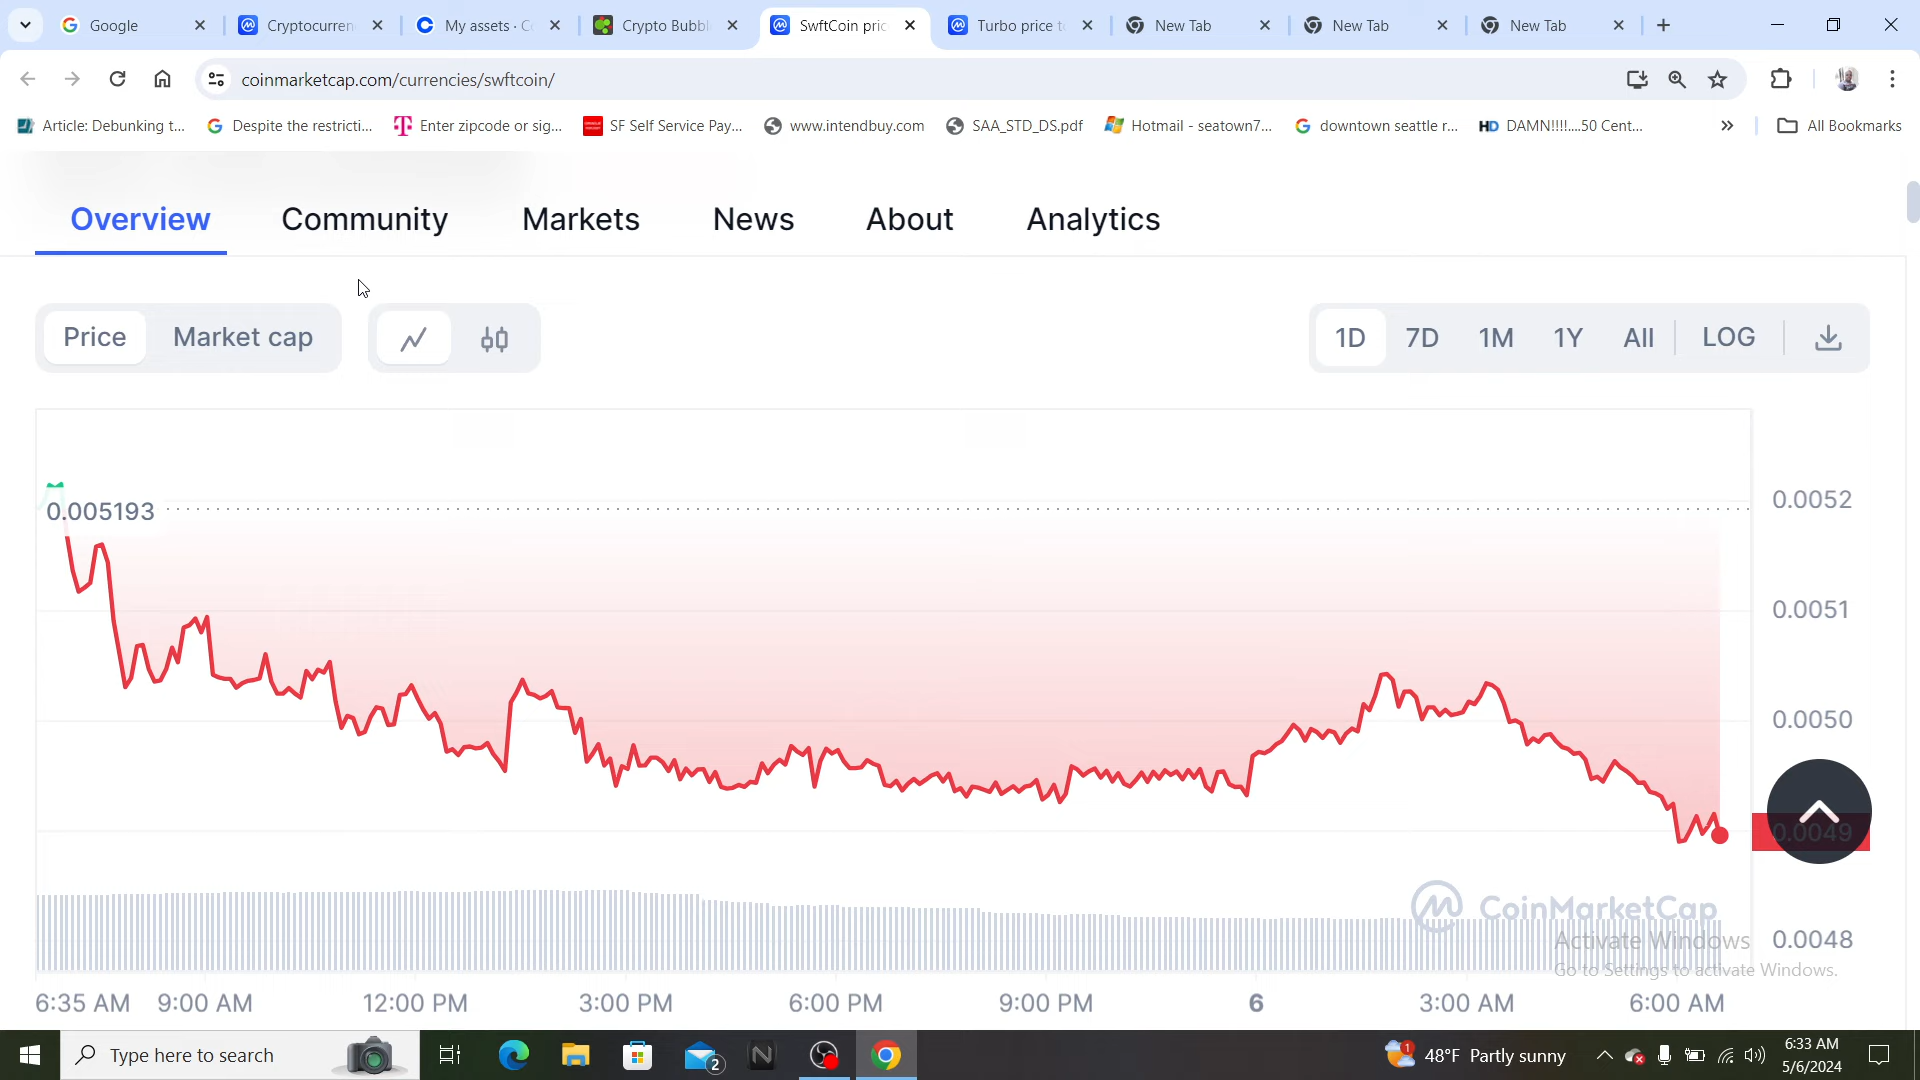 Google
Cryptocurren
My assets · C
Crypto Bubbl
SwftCoin pric
Turbo price t
New Tab
New Tab
New Tab
coinmarketcap.com/currencies/swftcoin/
Article: Debunking t...
Despite the restricti...
Enter zipcode or sig...
SF Self Service Pay...
www.intendbuy.com
SAA_STD_DS.pdf
Hotmail - seatown7...
downtown seattle r...
HD DAMN!!!!....50 Cent...
All Bookmarks
Overview
Community
Markets
News
About
Analytics
Price
Market cap
1D
7D
1M
1Y
All
LOG
0.005193
0.0052
0.0051
0.0050
0.0049
0.0048
CoinMarketCap
Activate Windows
Go to Settings to activate Windows.
6:35 AM
9:00 AM
12:00 PM
3:00 PM
6:00 PM
9:00 PM
6
3:00 AM
6:00 AM
Type here to search
2
1
48°F Partly sunny
6:33 AM
5/6/2024